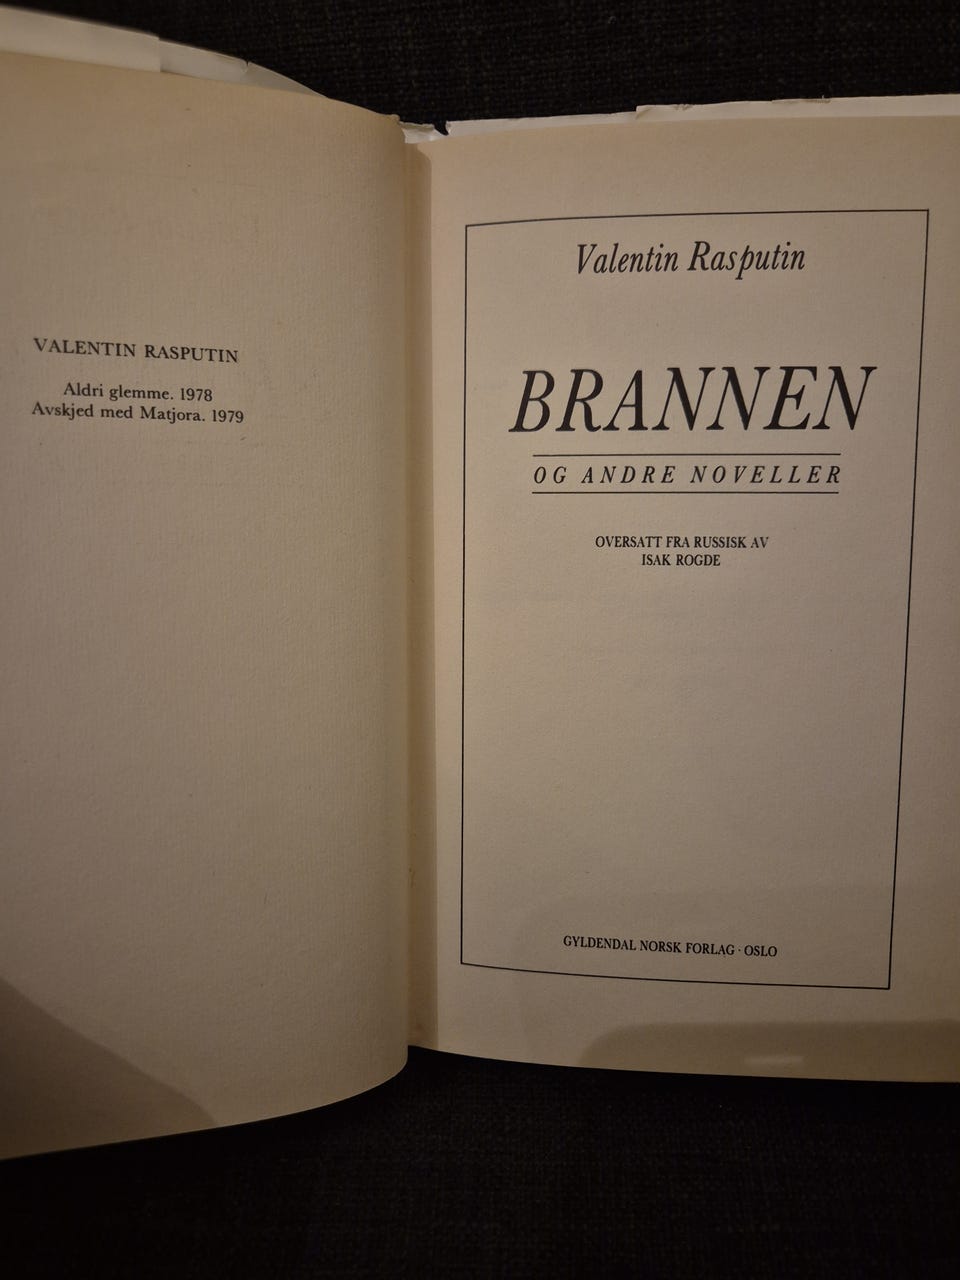 VALENTIN RASPUTIN
Aldri glemme. 1978
Avskjed med Matjora. 1979
Valentin Rasputin
BRANNEN
OG ANDRE NOVELLER
OVERSATT FRA RUSSISK AV
ISAK ROGDE
GYLDENDAL NORSK FORLAG · OSLO